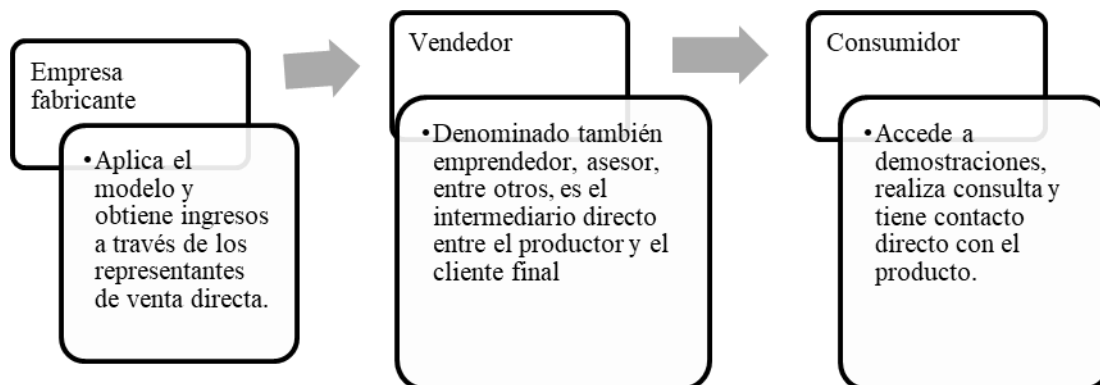 Empresa
fabricante
•Aplica el
modelo y
obtiene ingresos
a través de los
representantes
de venta directa.
Vendedor
•Denominado también
emprendedor, asesor,
entre otros, es el
intermediario directo
entre el productor y el
cliente final
Consumidor
•Accede a
demostraciones,
realiza consulta y
tiene contacto
directo con el
producto.